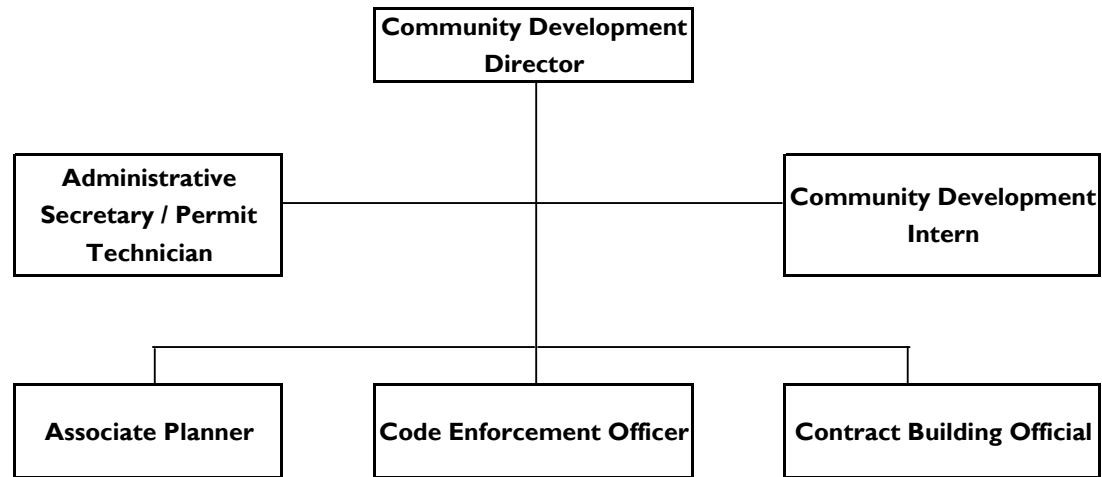 Community Development
Director
Administrative
Secretary / Permit
Technician
Community Development
Intern
Associate Planner
Code Enforcement Officer
Contract Building Official